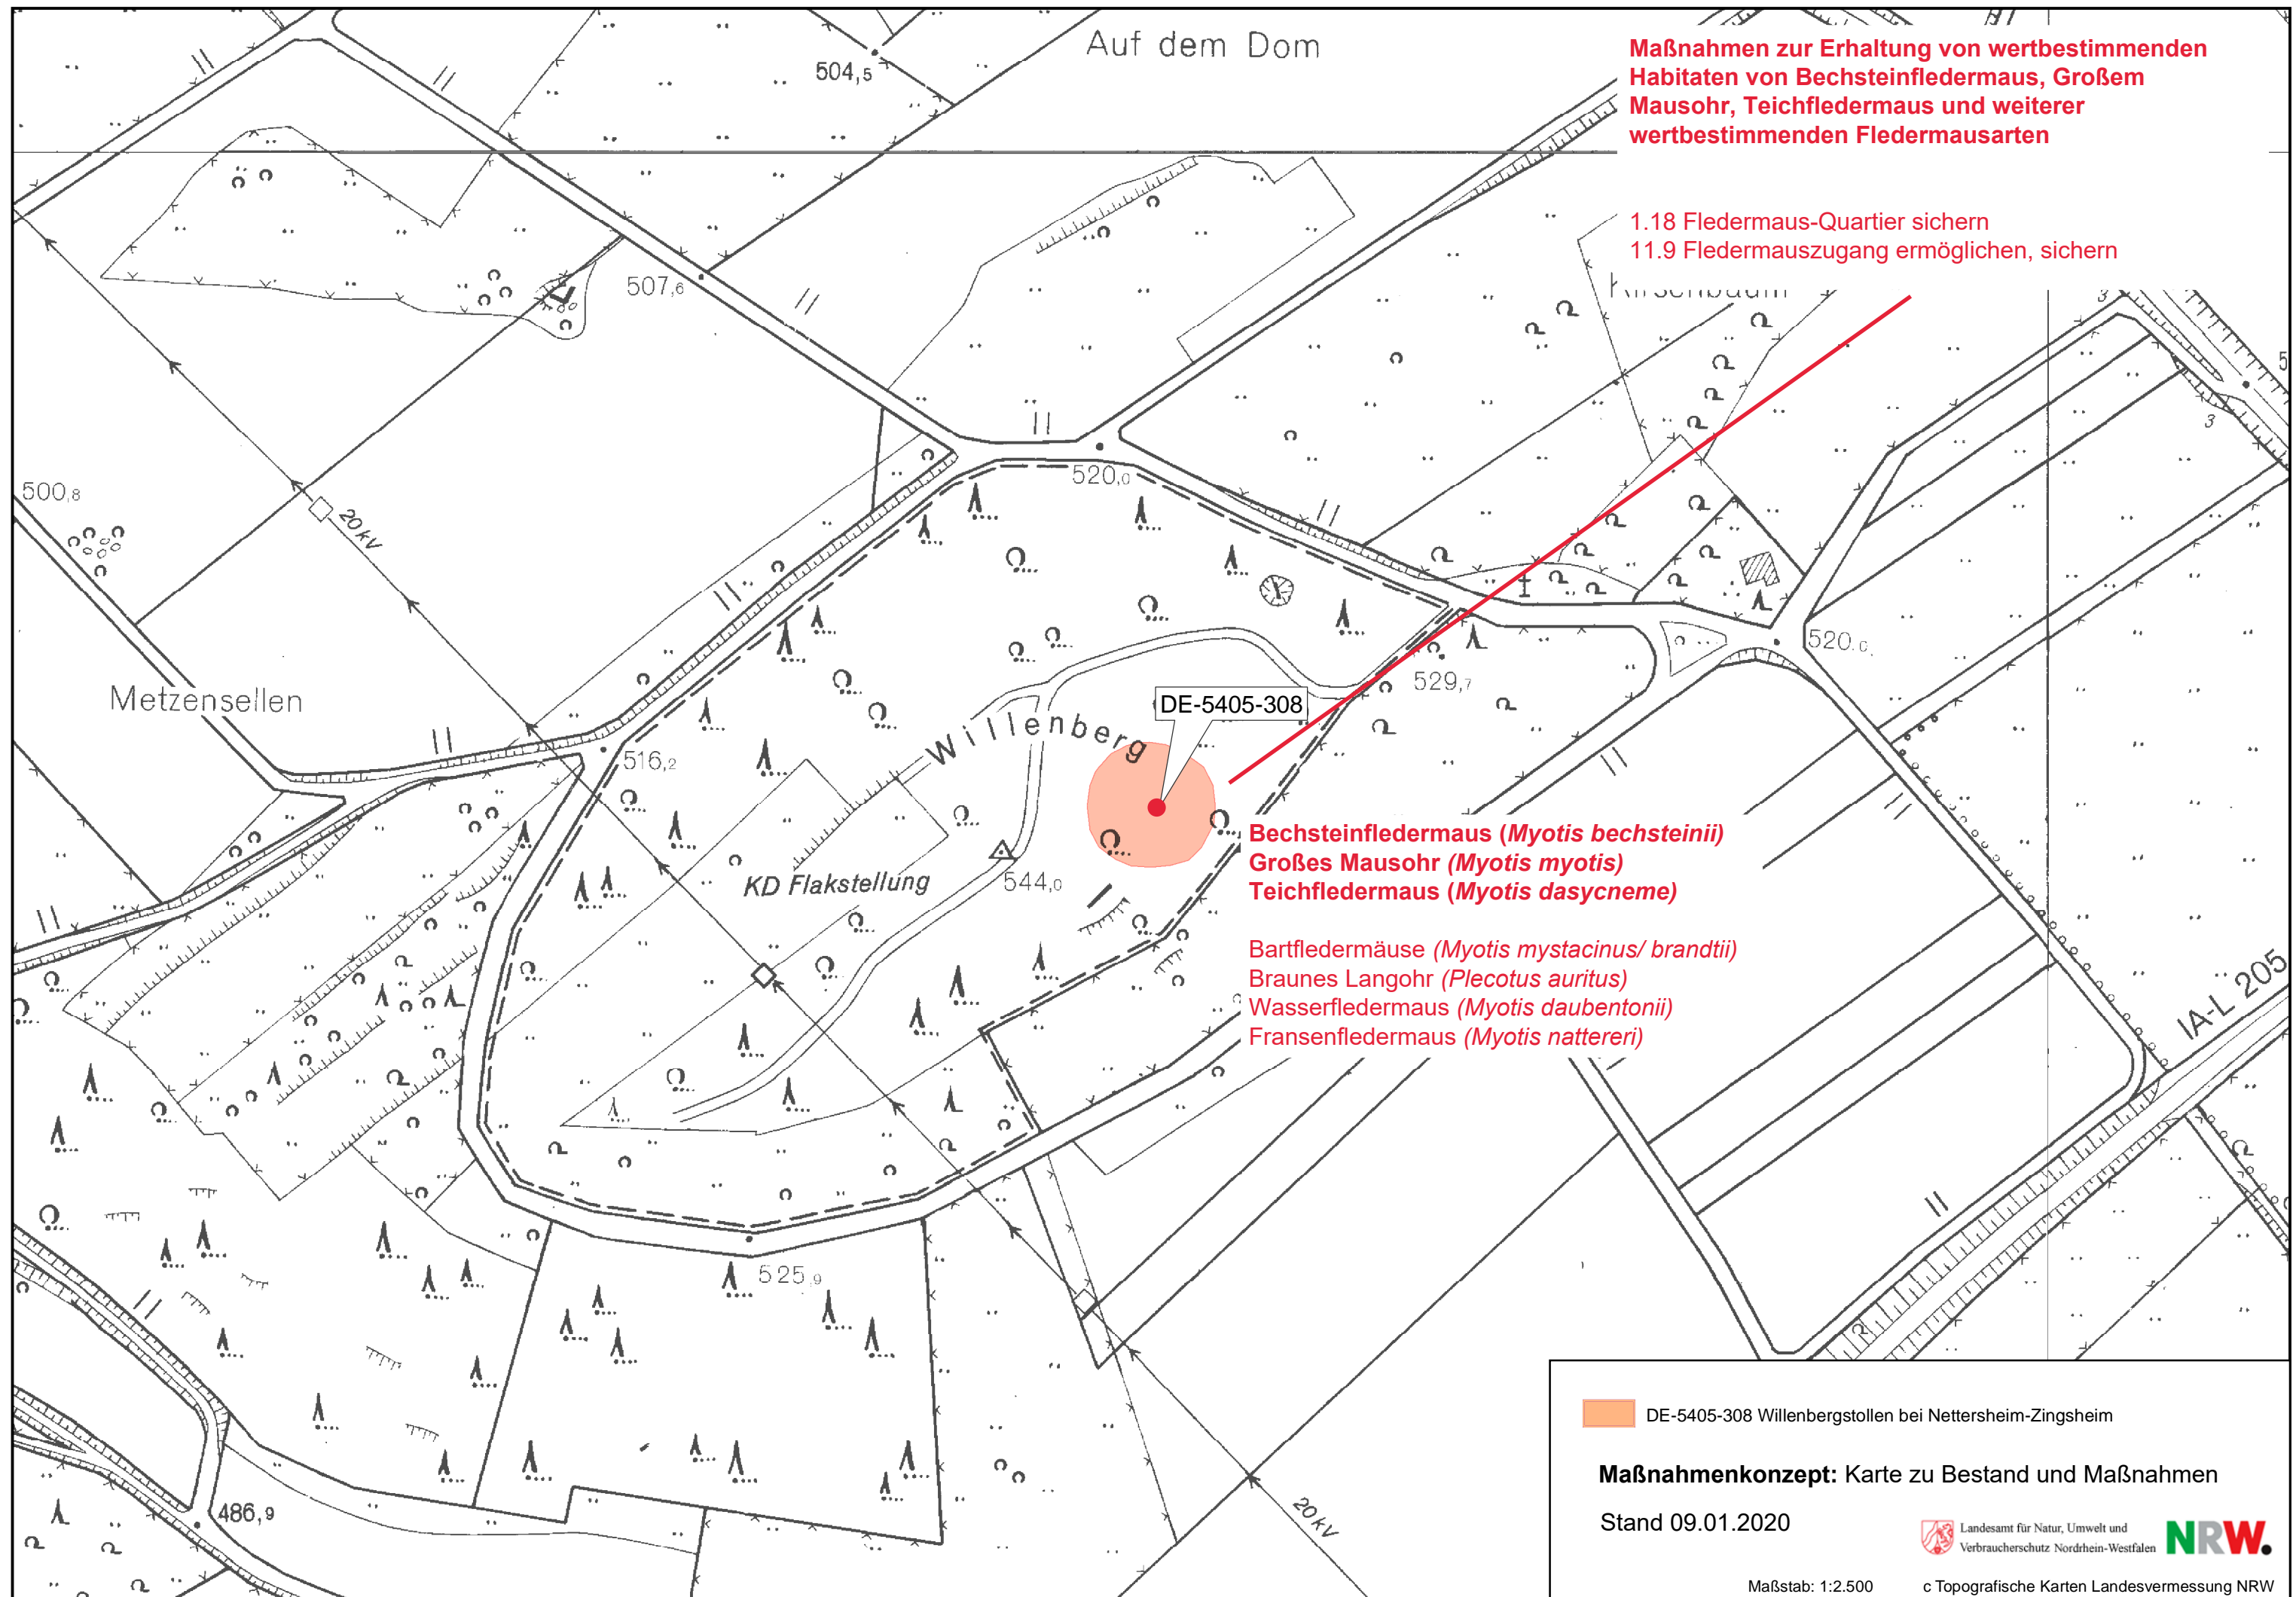 Auf dem Dom
504,5
Maßnahmen zur Erhaltung von wertbestimmenden
Habitaten von Bechsteinfledermaus, Großem
Mausohr, Teichfledermaus und weiterer
wertbestimmenden Fledermausarten
1.18 Fledermaus-Quartier sichern
11.9 Fledermauszugang ermöglichen, sichern
507,6
3
5
3
520,0
500,8
20kV
520.0
529,7
Metzensellen
DE-5405-308
Willenberg
516,2
KD Flakstellung
544,0
Bechsteinfledermaus (Myotis bechsteinii)
Großes Mausohr (Myotis myotis)
Teichfledermaus (Myotis dasycneme)
Bartfledermäuse (Myotis mystacinus/ brandtii)
Braunes Langohr (Plecotus auritus)
Wasserfledermaus (Myotis daubentonii)
Fransenfledermaus (Myotis nattereri)
IA-L 205
525,9
486,9
20kV
DE-5405-308 Willenbergstollen bei Nettersheim-Zingsheim
Maßnahmenkonzept: Karte zu Bestand und Maßnahmen
Stand 09.01.2020
Landesamt für Natur, Umwelt und
Verbraucherschutz Nordrhein-Westfalen
NRW.
Maßstab: 1:2.500
c Topografische Karten Landesvermessung NRW